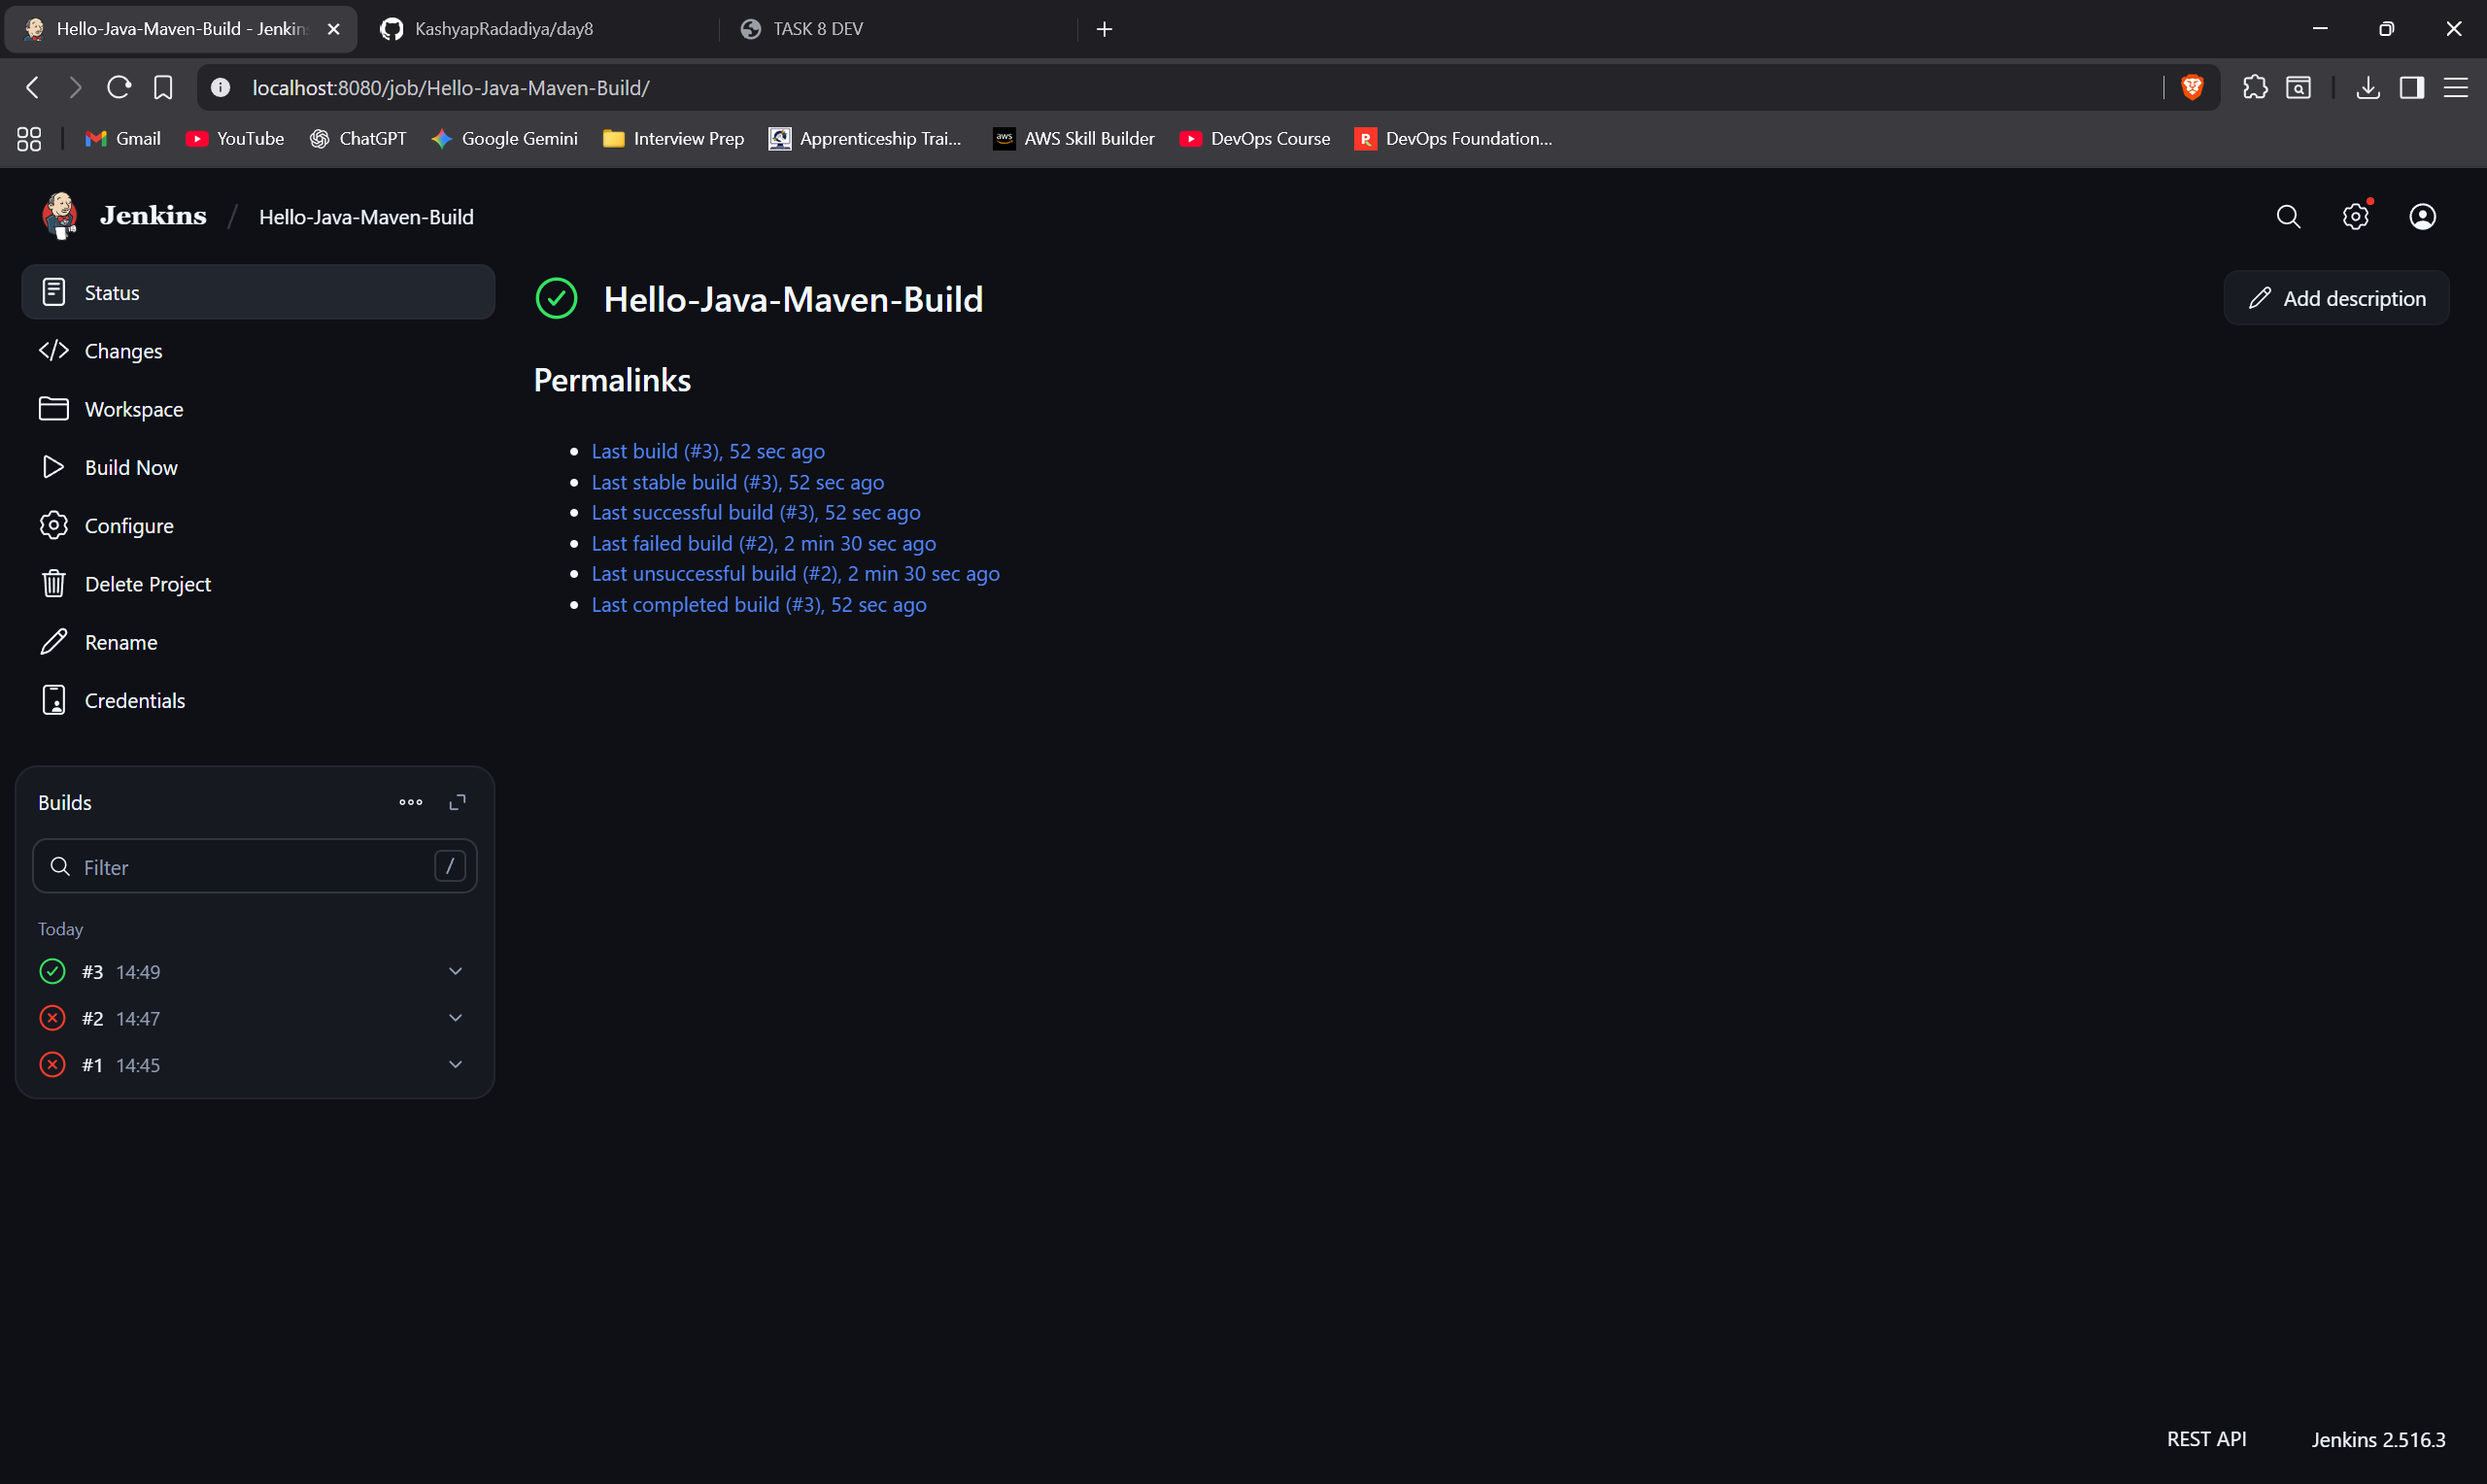 Hello-Java-Maven-Build - Jenkin
KashyapRadadiya/day8
TASK 8 DEV
localhost:8080/job/Hello-Java-Maven-Build/
Gmail
YouTube
ChatGPT
Google Gemini
Interview Prep
Apprenticeship Trai...
aws
AWS Skill Builder
DevOps Course
R
DevOps Foundation...
Jenkins / Hello-Java-Maven-Build
Status
Changes
Workspace
Build Now
Configure
Delete Project
Rename
Credentials
Builds
Filter
/
Today
#3 14:49
#2 14:47
#1 14:45
Hello-Java-Maven-Build
Add description
Permalinks
Last build (#3), 52 sec ago
Last stable build (#3), 52 sec ago
Last successful build (#3), 52 sec ago
Last failed build (#2), 2 min 30 sec ago
Last unsuccessful build (#2), 2 min 30 sec ago
Last completed build (#3), 52 sec ago
REST API
Jenkins 2.516.3